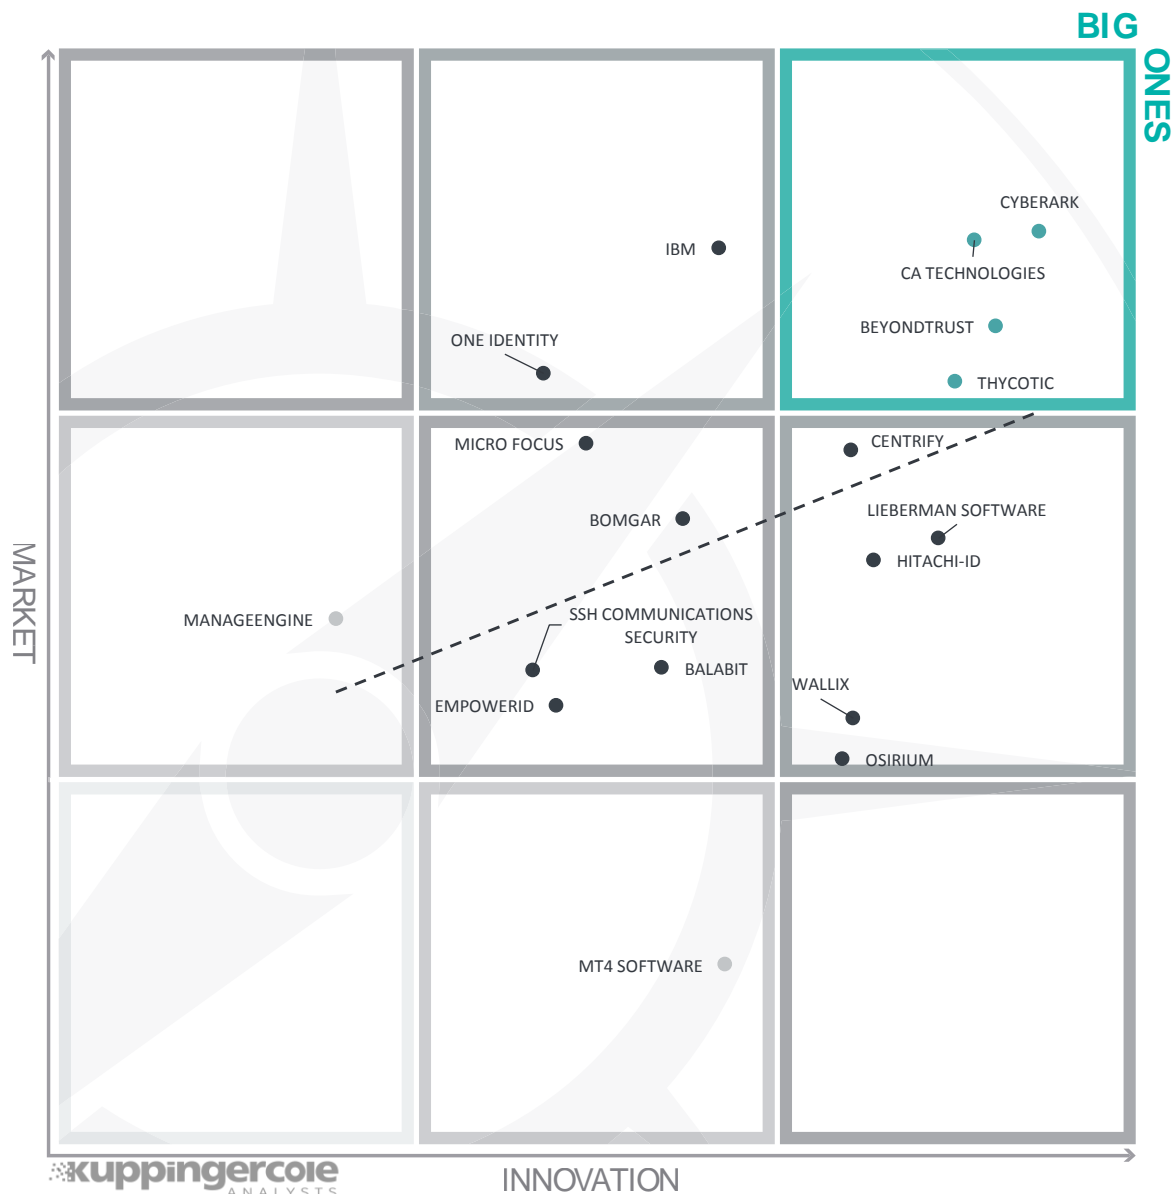 BIG
ONES
CYBERARK
IBM
CA TECHNOLOGIES
BEYONDTRUST
ONE IDENTITY
THYCOTIC
MICRO FOCUS
CENTRIFY
BOMGAR
LIEBERMAN SOFTWARE
HITACHI-ID
MARKET
MANAGEENGINE
SSH COMMUNICATIONS
SECURITY
BALABIT
EMPOWERID
WALLIX
OSIRIUM
MT4 SOFTWARE
kuppingercole
ANALYSTS
INNOVATION